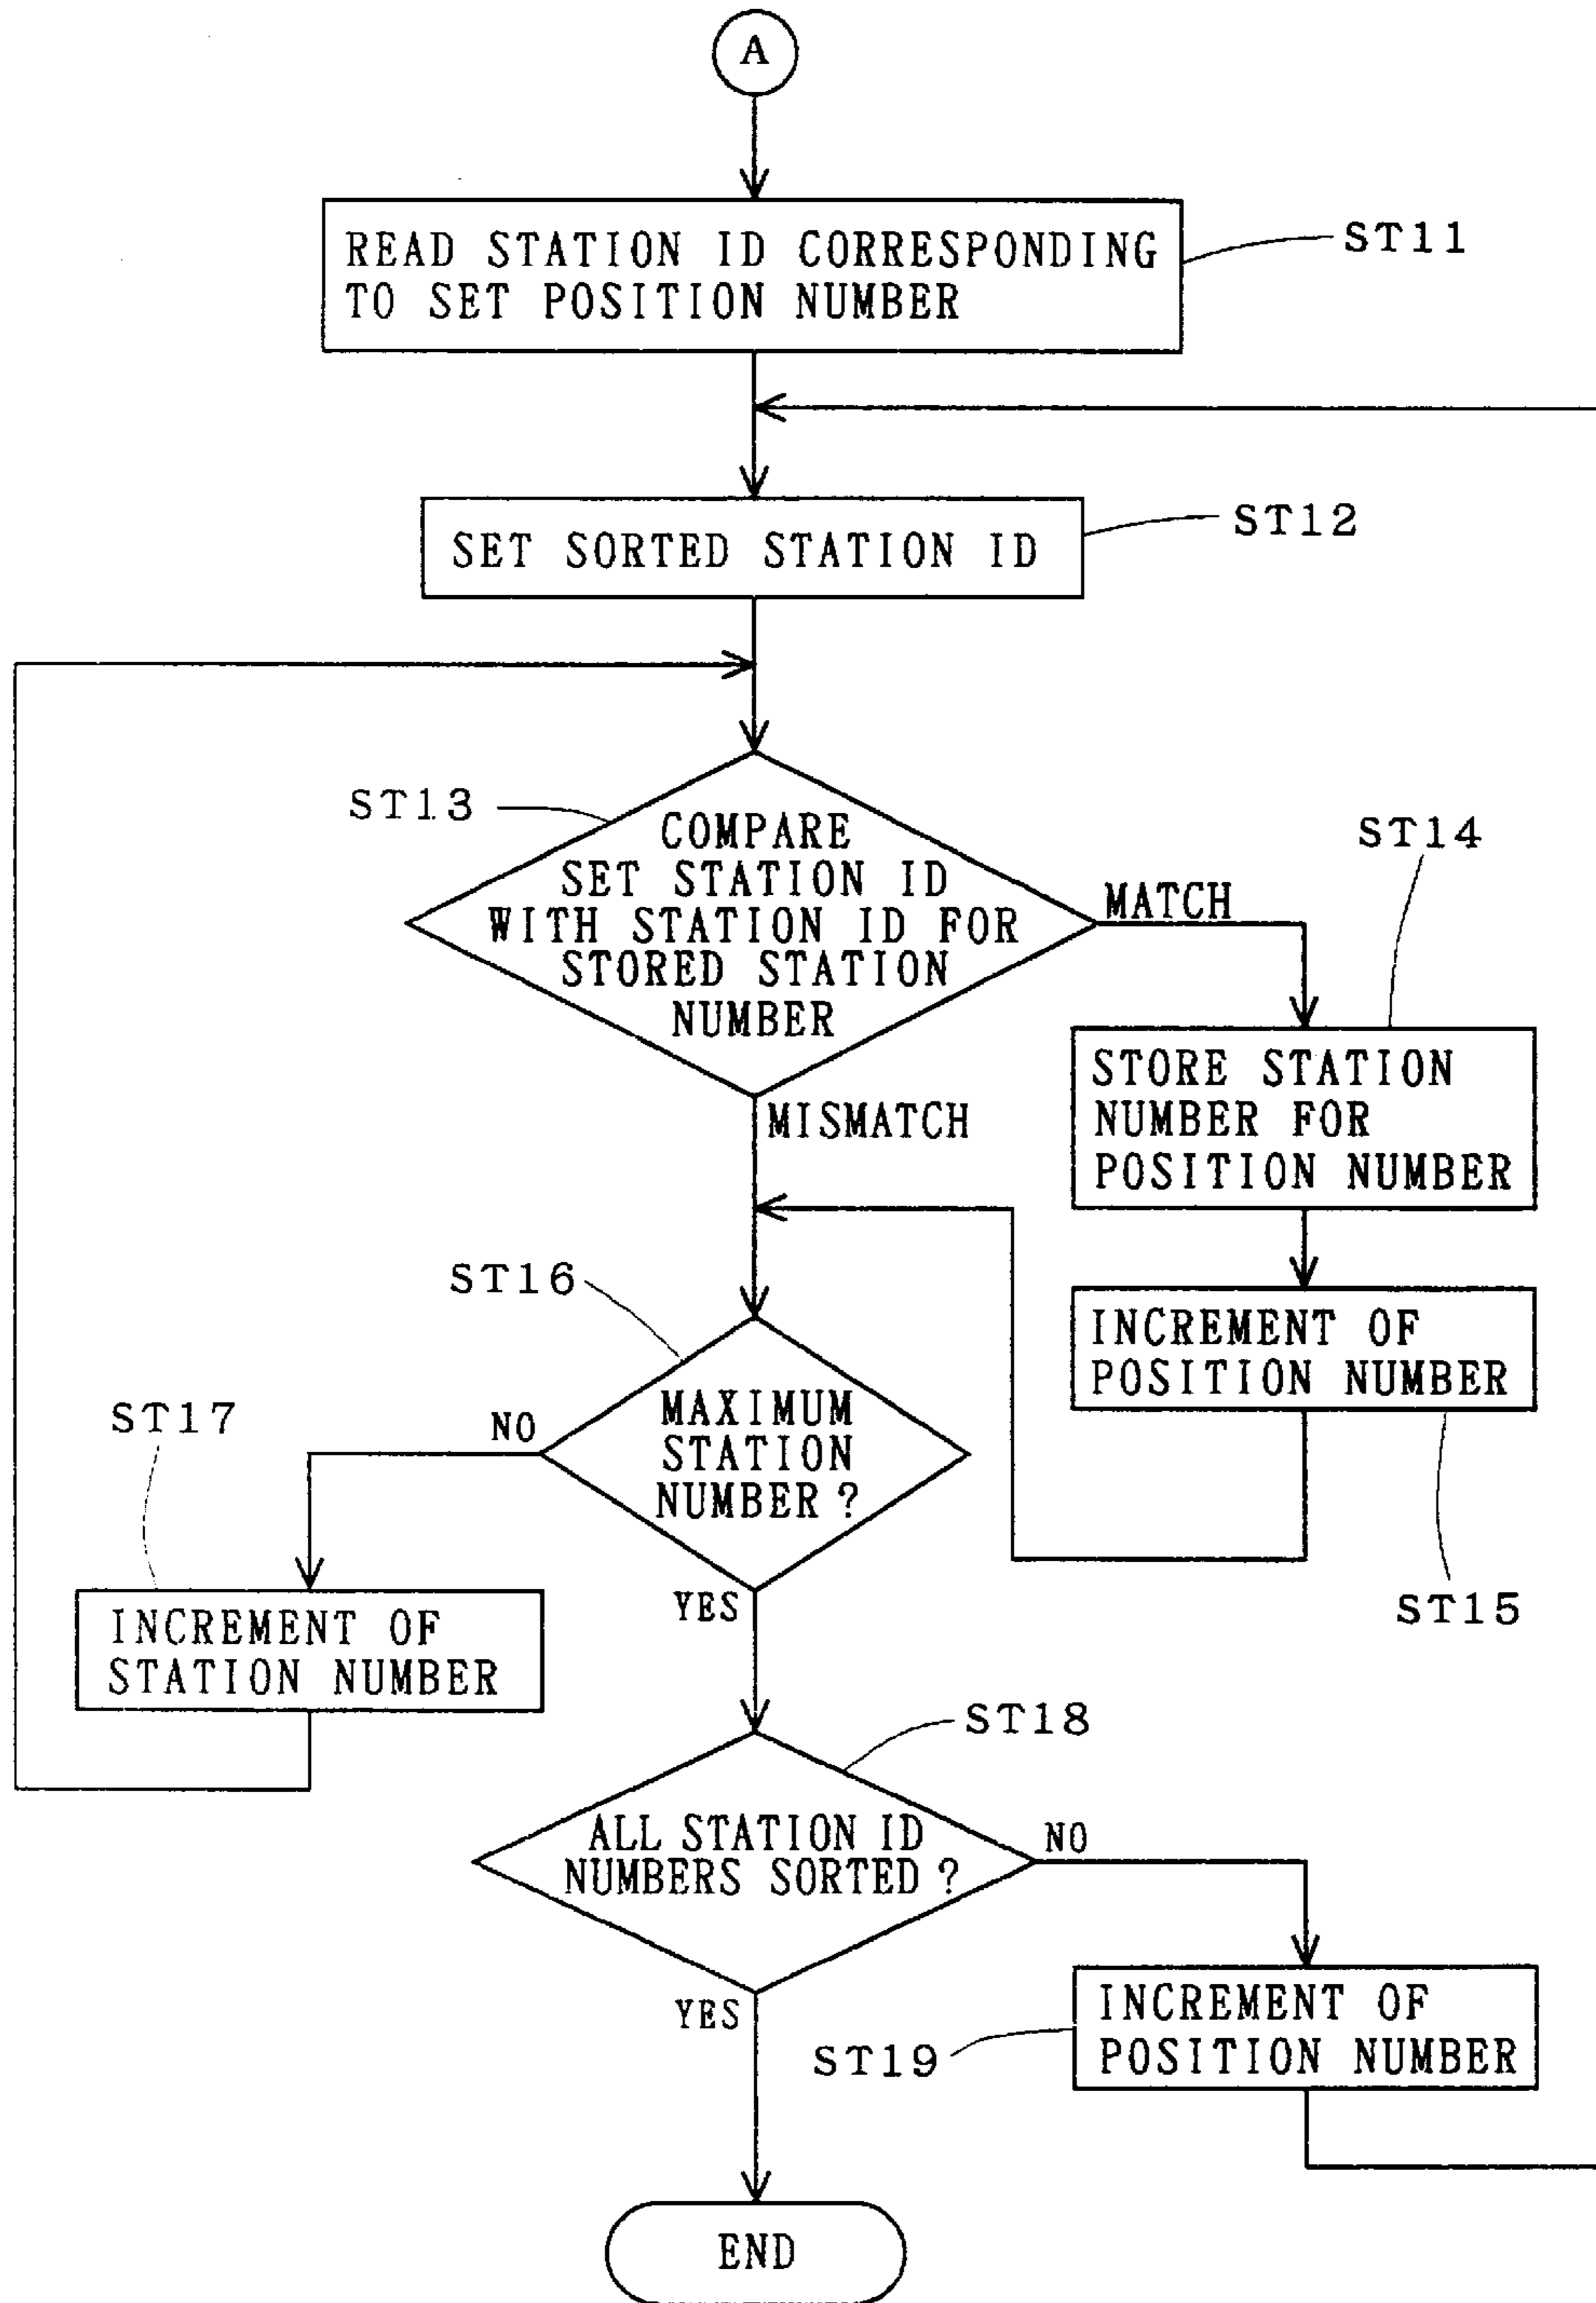 A
READ STATION ID CORRESPONDING
TO SET POSITION NUMBER
ST11
SET SORTED STATION ID
ST12
ST13
COMPARE
SET STATION ID
WITH STATION ID FOR
STORED STATION
NUMBER
MATCH
ST14
STORE STATION
NUMBER FOR
POSITION NUMBER
MISMATCH
INCREMENT OF
POSITION NUMBER
ST15
ST16
MAXIMUM
STATION
NUMBER ?
NO
ST17
INCREMENT OF
STATION NUMBER
YES
ST18
ALL STATION ID
NUMBERS SORTED ?
NO
YES
ST19
INCREMENT OF
POSITION NUMBER
END